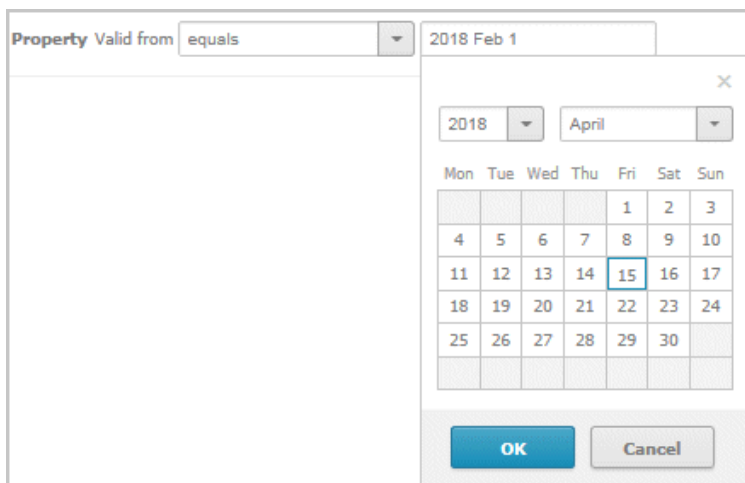 Property Valid from equals 2018 Feb 1
×
2018 April
Mon Tue Wed Thu Fri Sat Sun
1 2 3
4 5 6 7 8 9 10
11 12 13 14 15 16 17
18 19 20 21 22 23 24
25 26 27 28 29 30
OK Cancel